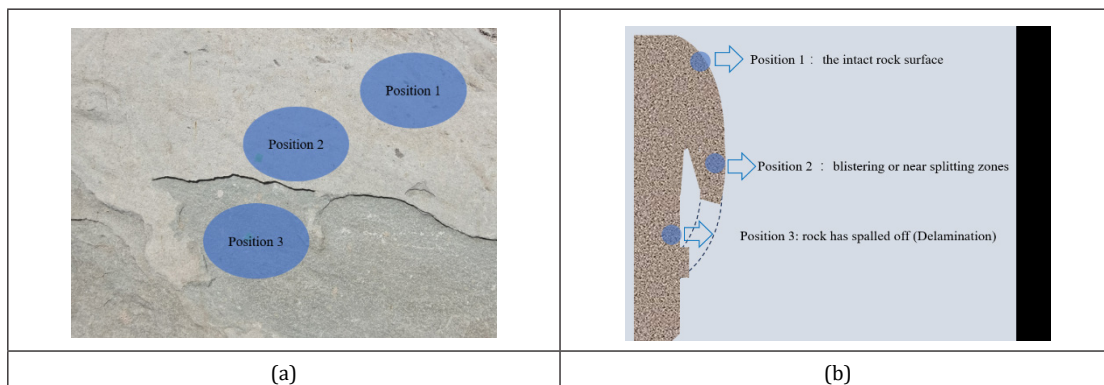 Position 1
Position 2
Position 3
Position 1： the intact rock surface
Position 2 ： blistering or near splitting zones
Position 3: rock has spalled off (Delamination)
(a)
(b)